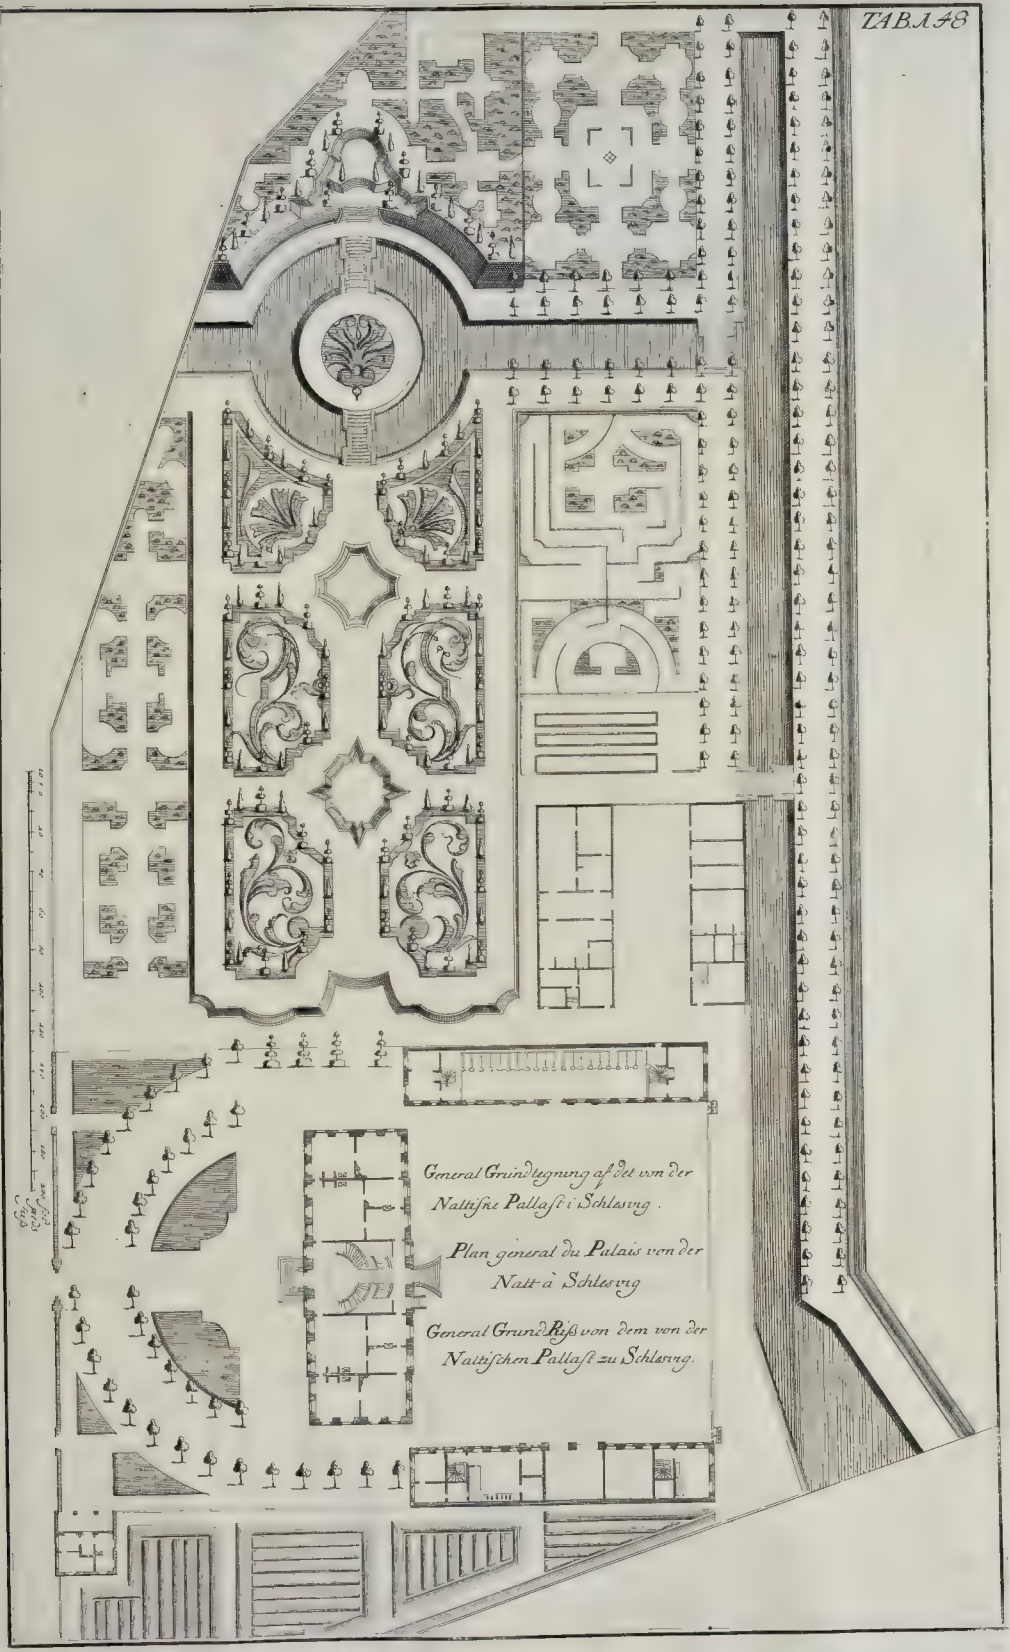 TAB. 148
General Grundtegning af det von der
Nattiske Pallast i Schlesvig.
Plan general du Palais von der
Natt à Schlesvig
General Grund Riß von dem von der
Nattischen Pallast zu Schlesvig.